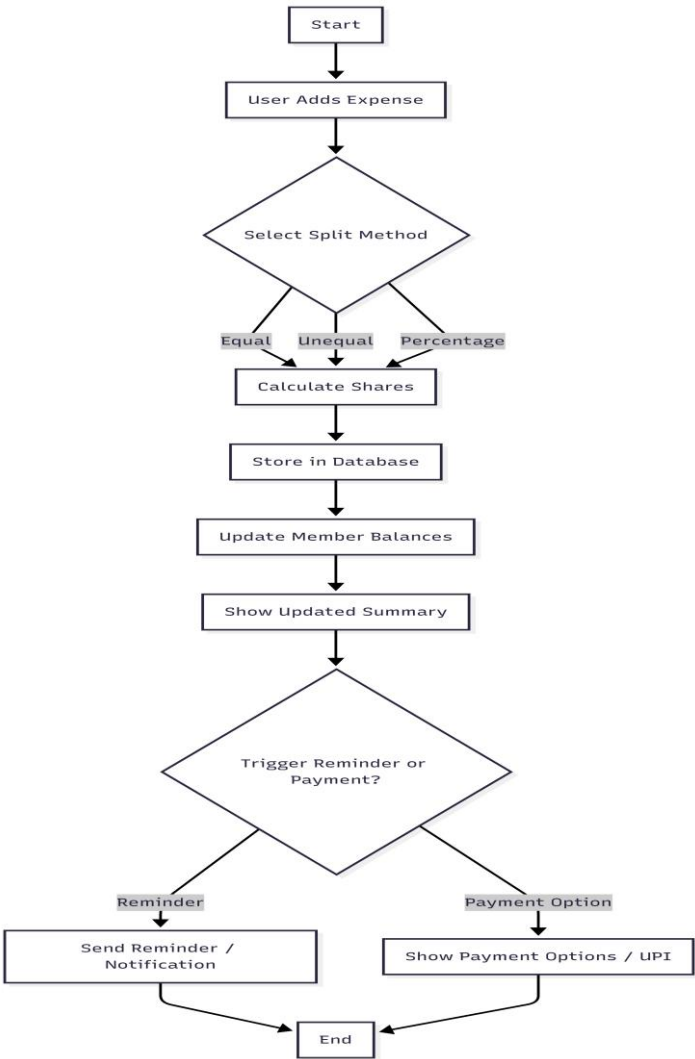 Start
User Adds Expense
Select Split Method
Equal
Unequal
Percentage
Calculate Shares
Store in Database
Update Member Balances
Show Updated Summary
Trigger Reminder or
Payment?
Reminder
Payment Option
Send Reminder /
Notification
Show Payment Options / UPI
End